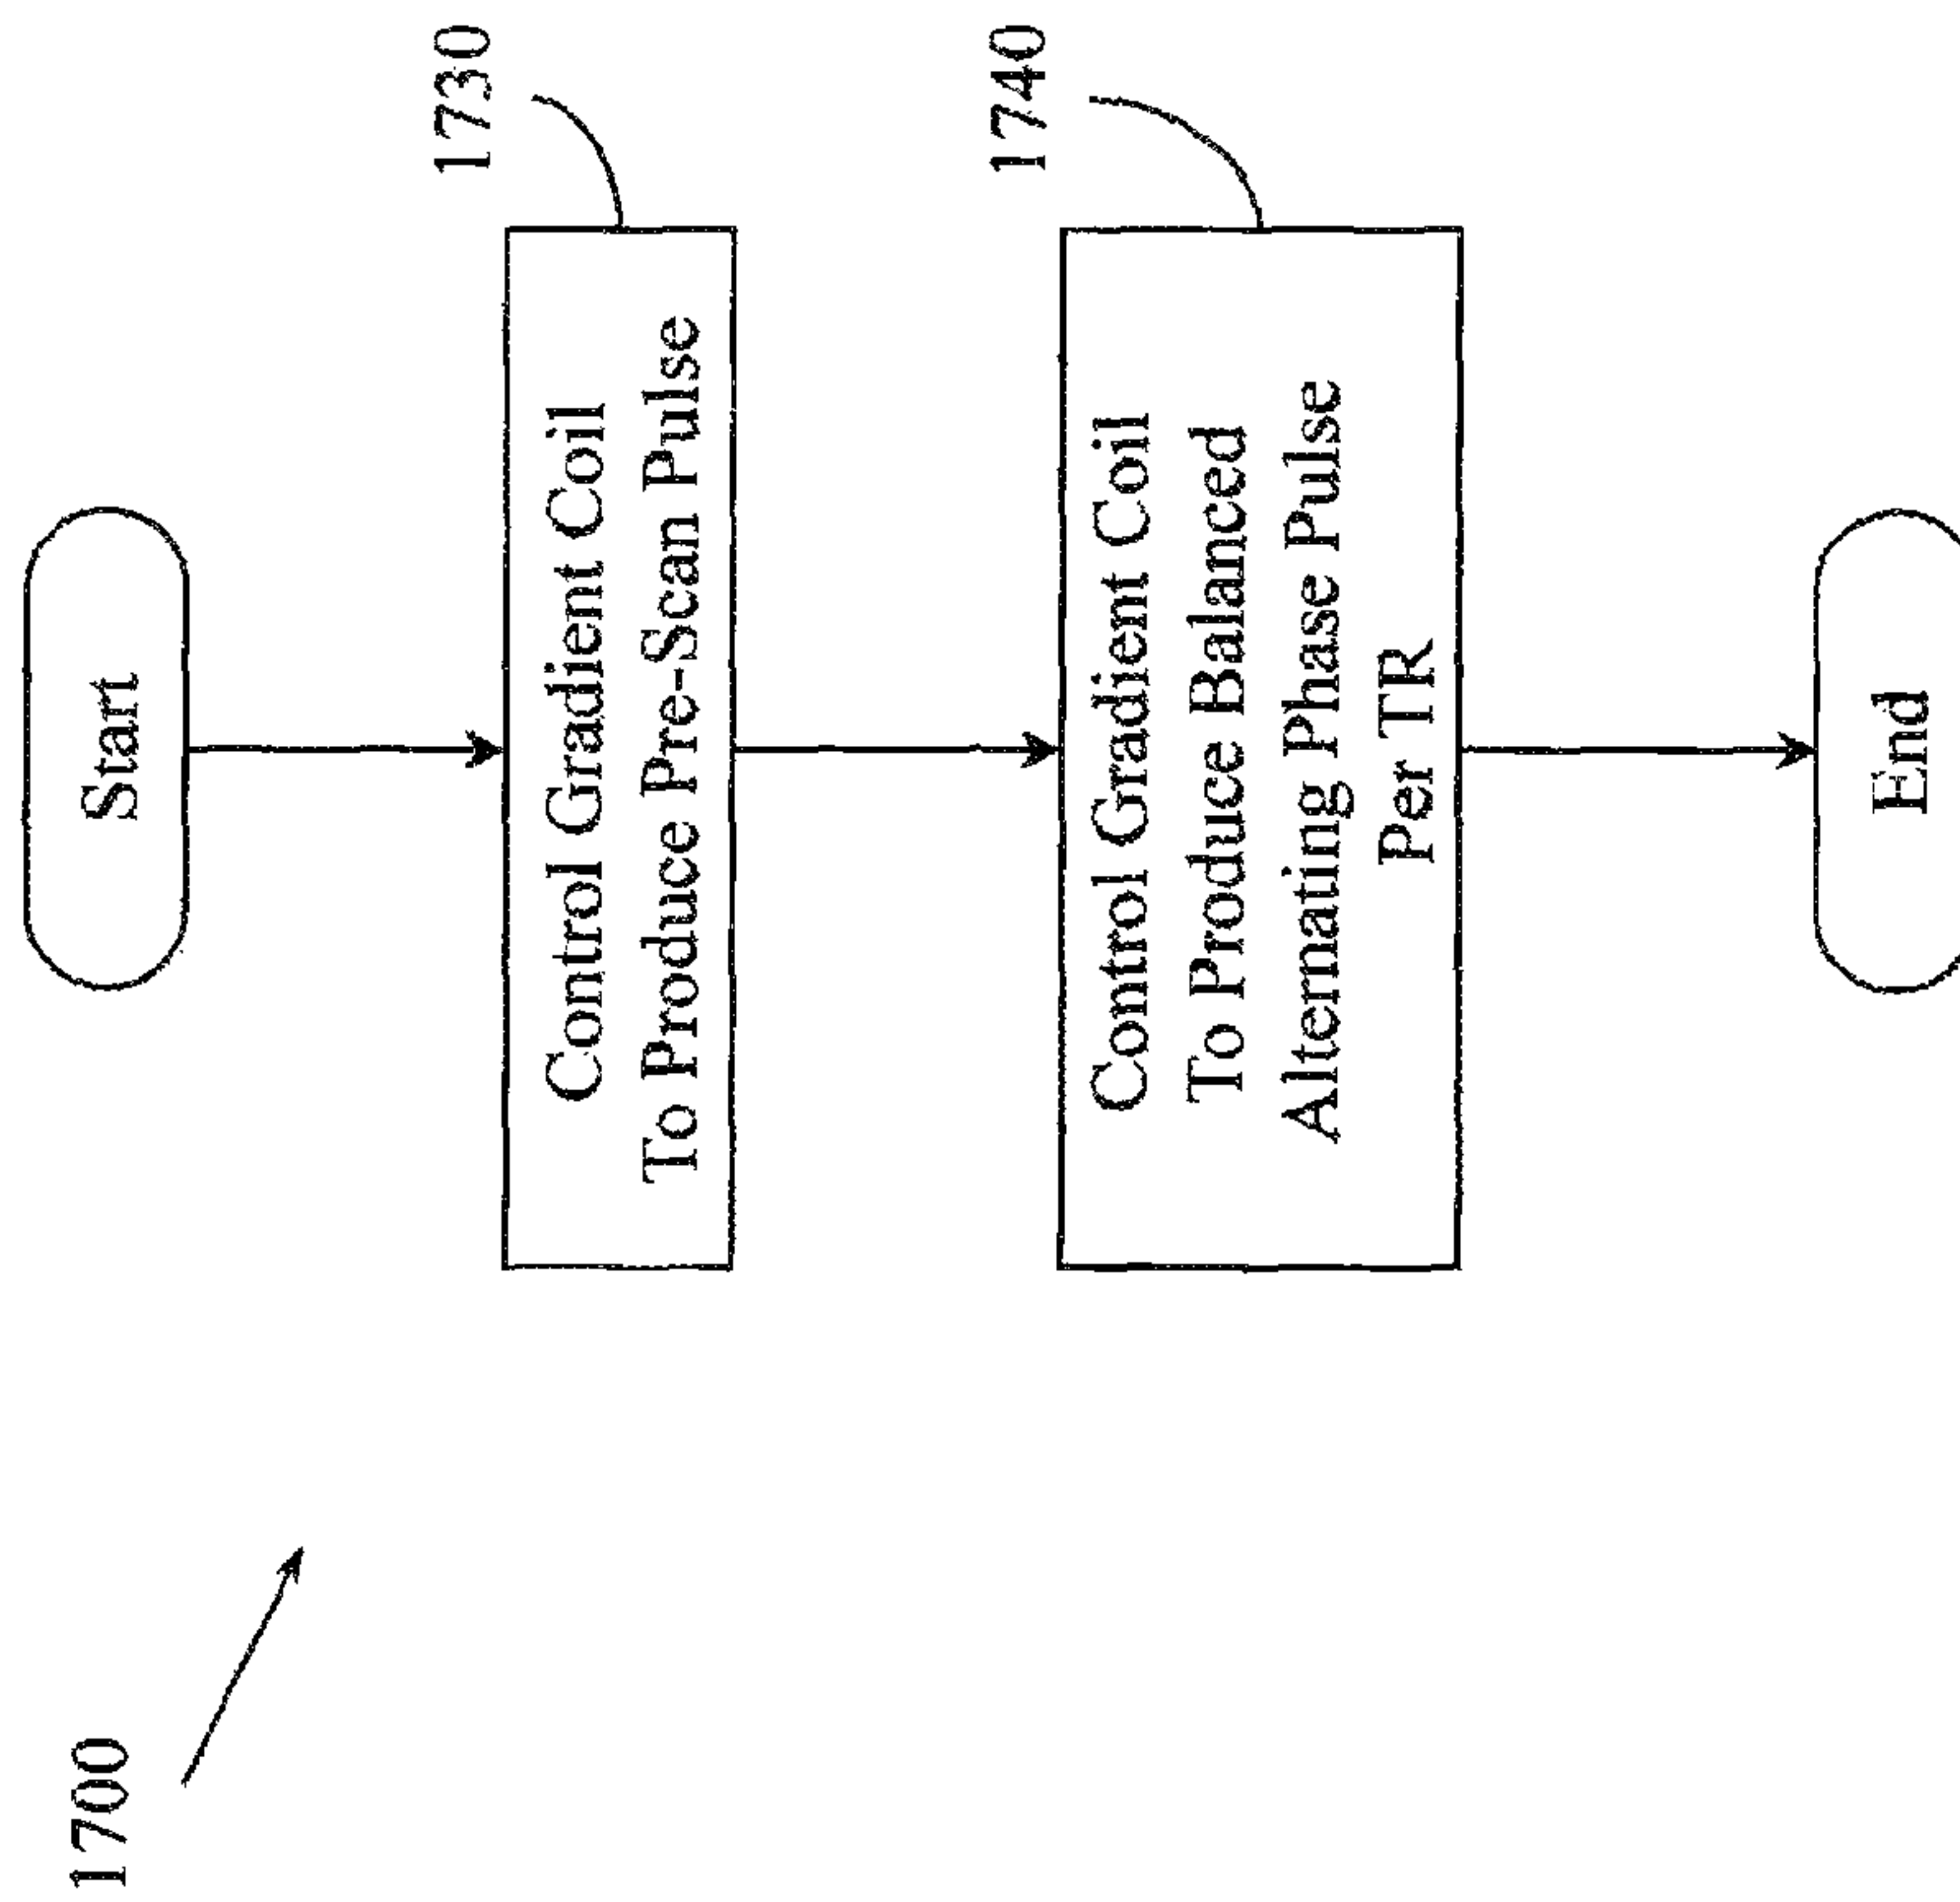 1700
Start
1730
Control Gradient Coil
To Produce Pre-Scan Pulse
1740
Control Gradient Coil
To Produce Balanced
Alternating Phase Pulse
Per TR
End